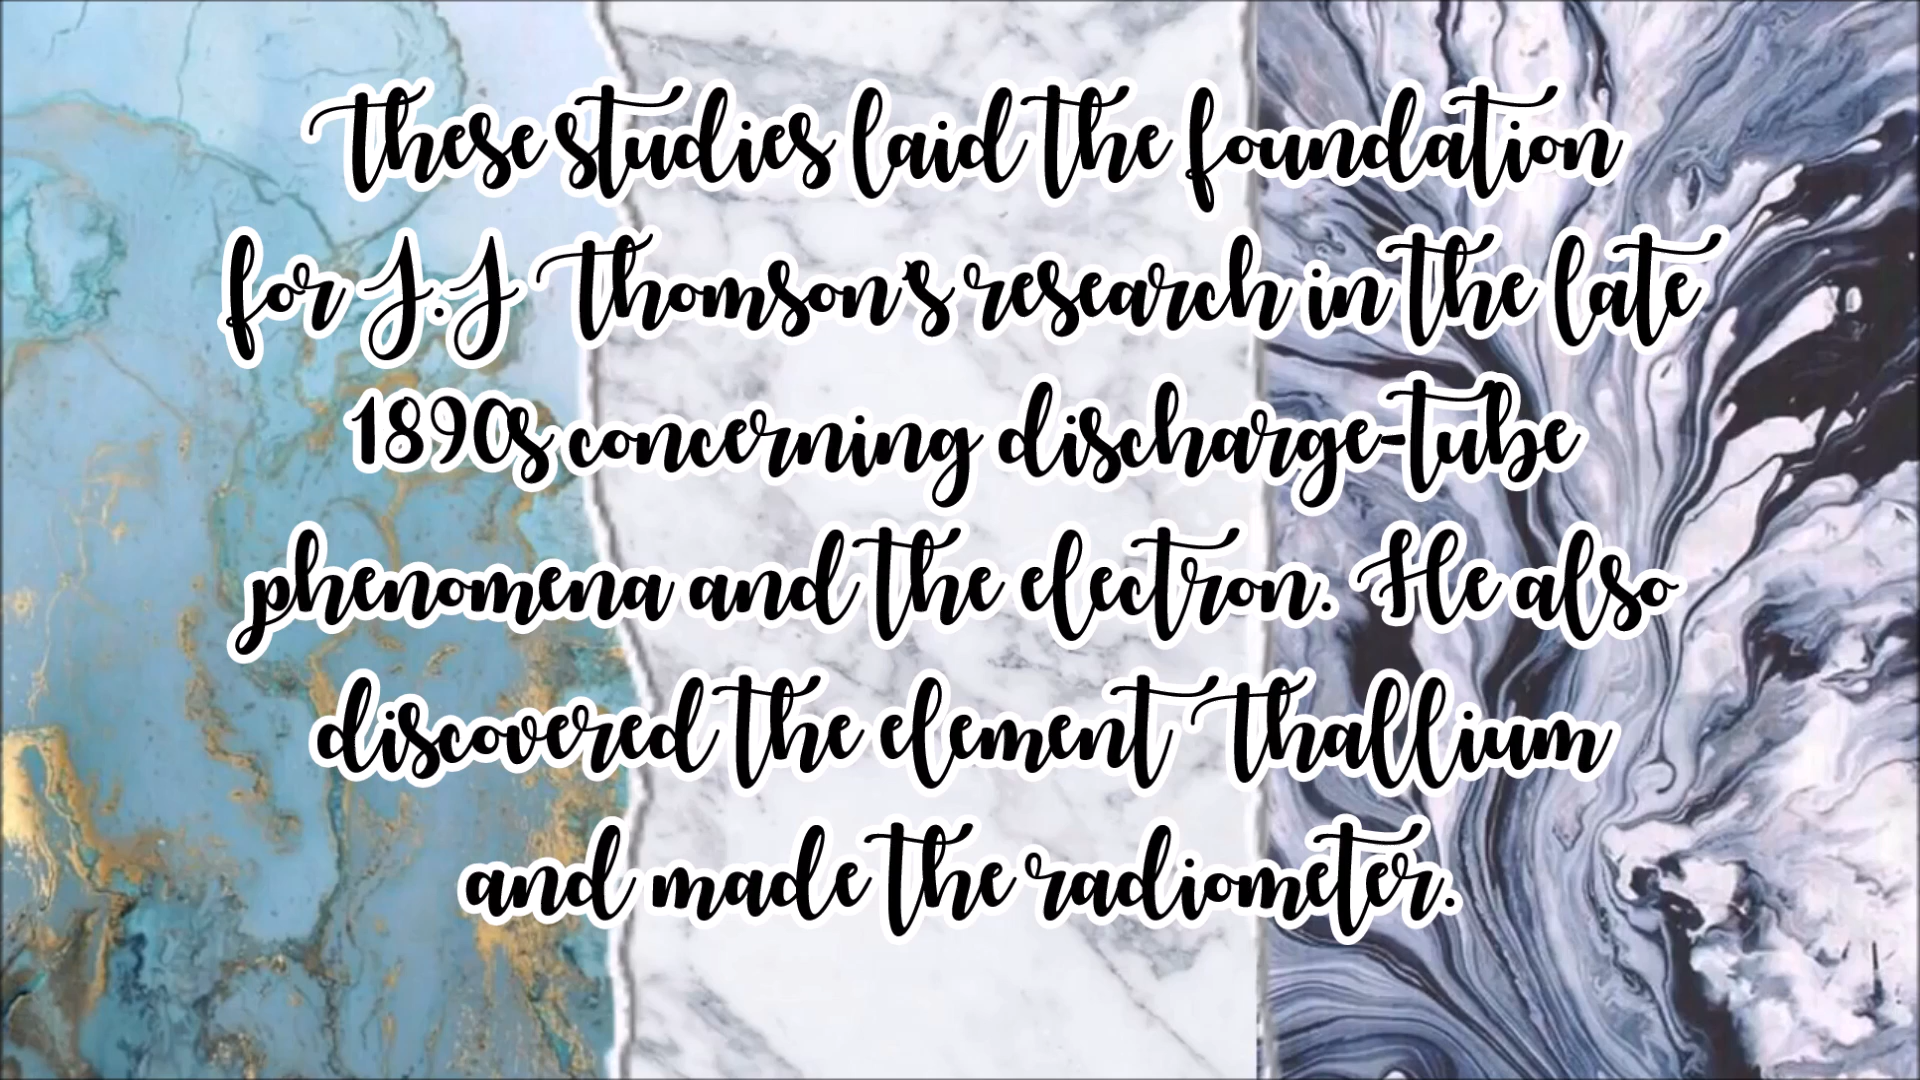 These studies laid the foundation
for J.J Thomson's research in the late
1890s concerning discharge-tube
phenomena and the electron. He also
discovered the element Thallium
and made the radiometer.